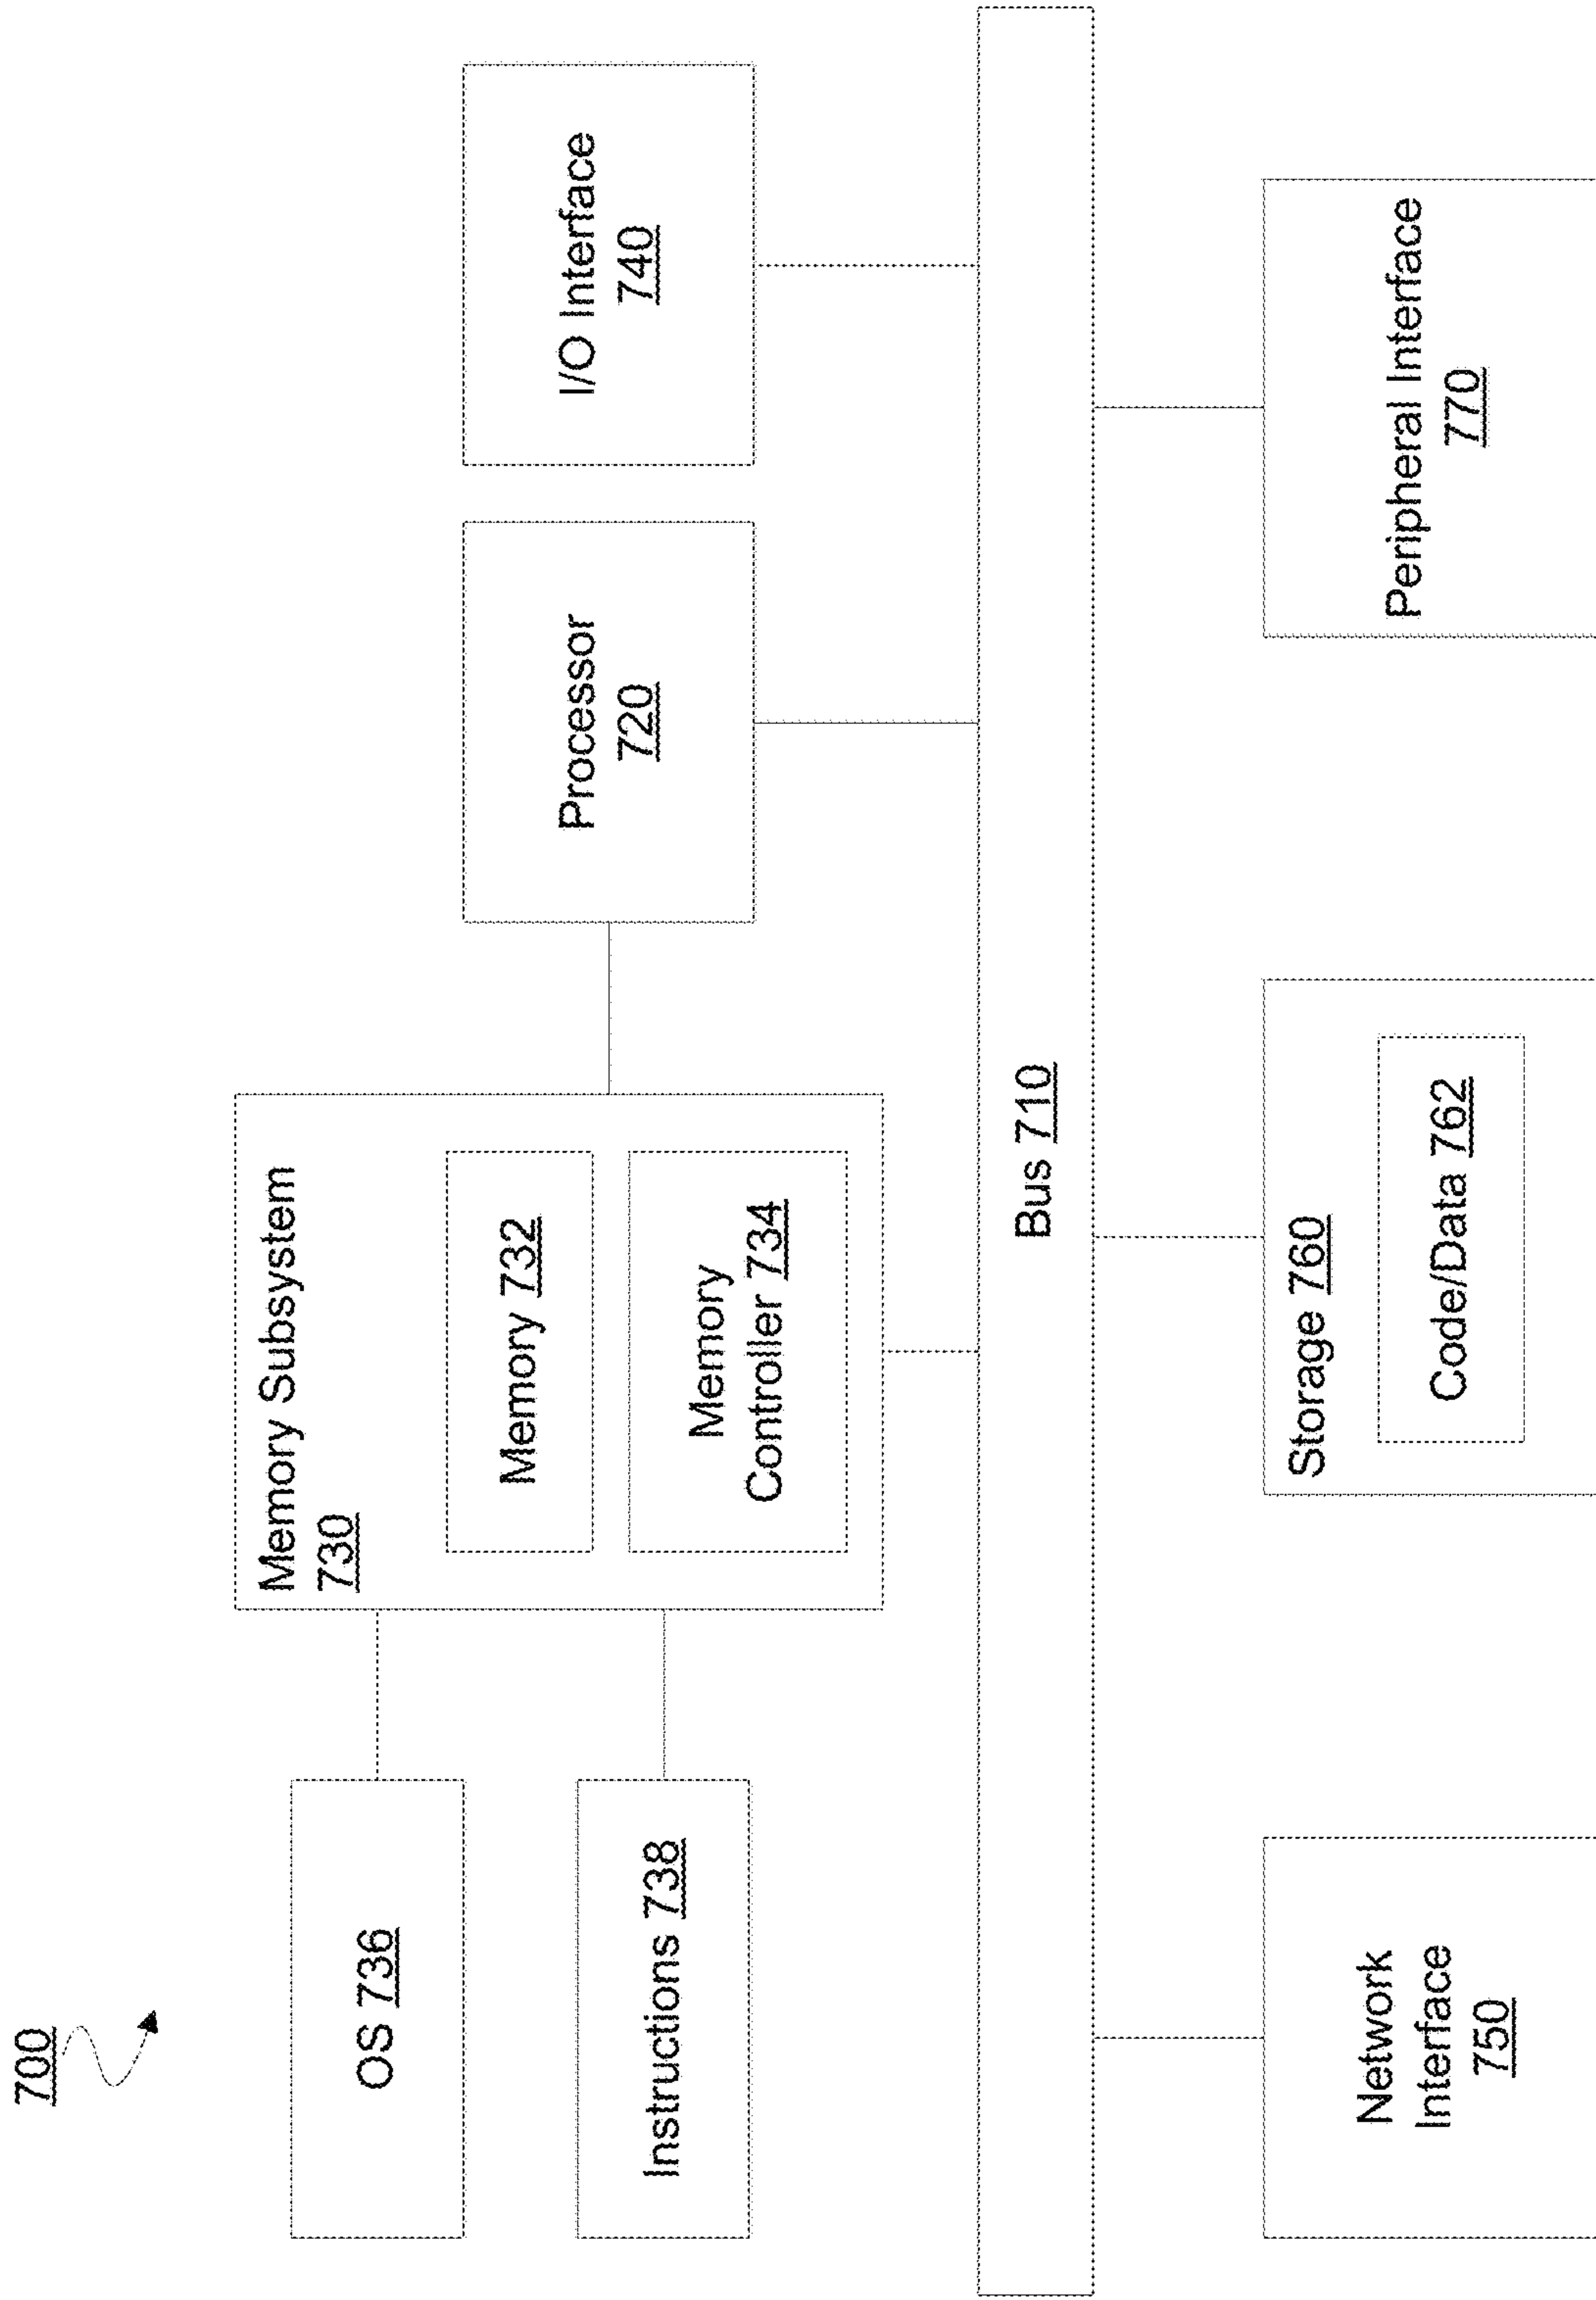 700
OS 736
Instructions 738
Memory Subsystem
730
Memory 732
Memory
Controller 734
Processor
720
I/O Interface
740
Bus 710
Network
Interface
750
Storage 760
Code/Data 762
Peripheral Interface
770